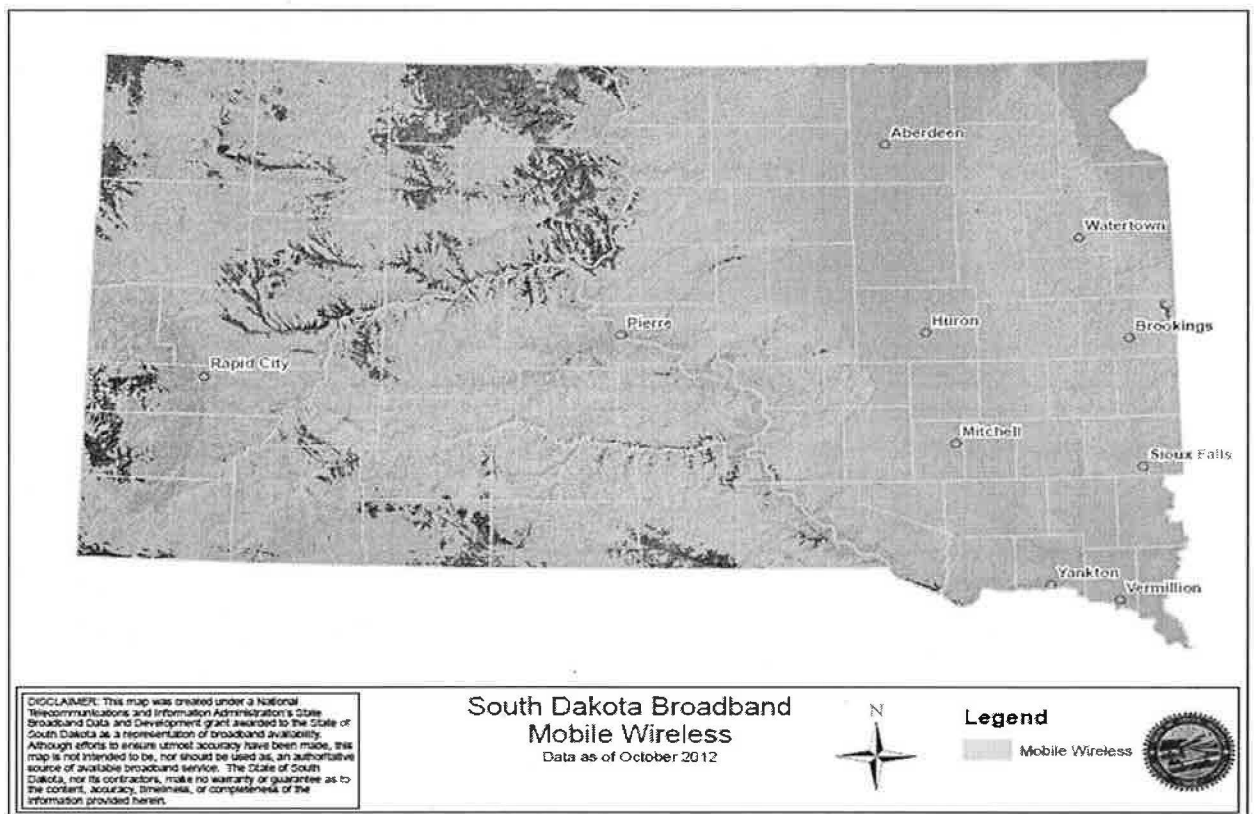 Aberdeen
Watertown
Pierre
Huron
Brookings
Rapid City
Mitchell
Sioux Falls
Yankton
Vermillion
DISCLAIMER: This map was created under a National
Telecommunications and Information Administration's State
Broadband Data and Development grant awarded to the State of
South Dakota as a representation of broadband availability.
Although efforts to ensure utmost accuracy have been made, this
map is not intended to be, nor should be used as, an authoritative
source of available broadband service. The State of South
Dakota, nor its contractors, make no warranty or guarantee as to
the content, accuracy, timeliness, or completeness of the
information provided herein.
South Dakota Broadband
Mobile Wireless
Data as of October 2012
N
Legend
Mobile Wireless